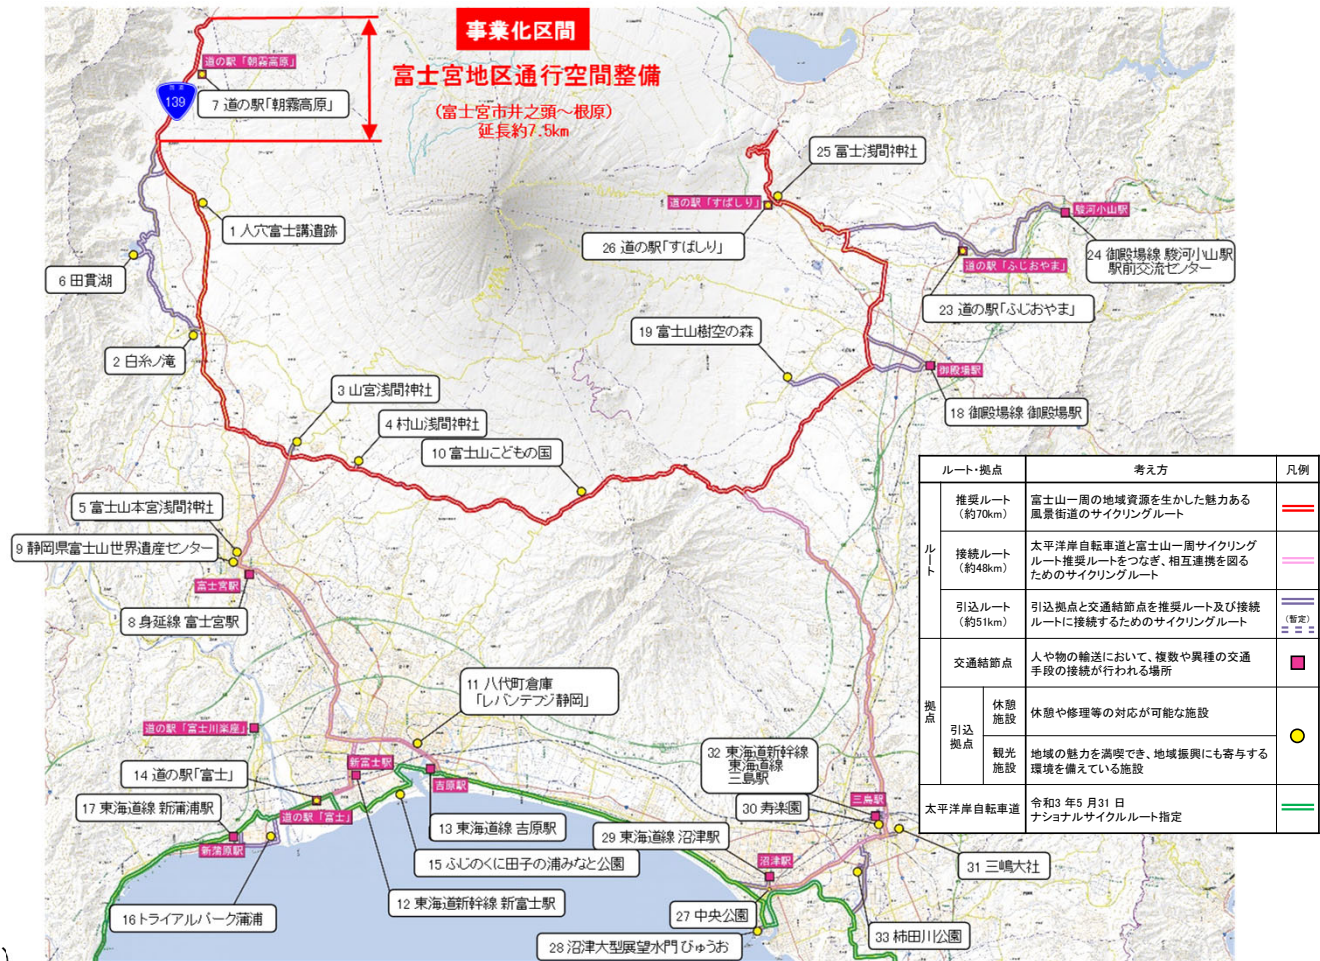 事業化区間
富士宮地区通行空間整備
(富士宮市井之頭～根原)
延長約7.5km
道の駅「朝霧高原」
139
7 道の駅「朝霧高原」
1 人穴富士講遺跡
6 田貫湖
2 白糸ノ滝
3 山宮浅間神社
4 村山浅間神社
10 富士山こどもの国
5 富士山本宮浅間神社
9 静岡県富士山世界遺産センター
富士宮駅
8 身延線 富士宮駅
25 富士浅間神社
道の駅「すばしり」
26 道の駅「すばしり」
駿河小山駅
24 御殿場線 駿河小山駅
駅前交流センター
道の駅「ふじおやま」
23 道の駅「ふじおやま」
19 富士山樹空の森
御殿場駅
18 御殿場線 御殿場駅
11 八代町倉庫
「レバンテフジ静岡」
道の駅「富士川楽座」
新富士駅
吉原駅
14 道の駅「富士」
17 東海道線 新蒲浦駅
道の駅「富士」
新蒲原駅
13 東海道線 吉原駅
15 ふじのくに田子の浦みなと公園
12 東海道新幹線 新富士駅
16トライアルパーク蒲浦
32 東海道新幹線
東海道線
三島駅
30 寿楽園
三島駅
29 東海道線 沼津駅
沼津駅
31 三嶋大社
27 中央公園
28 沼津大型展望水門 びゅうお
33 柿田川公園
ルート・拠点 考え方 凡例
ルート
推奨ルート
(約70km)
富士山一周の地域資源を生かした魅力ある
風景街道のサイクリングルート
接続ルート
(約48km)
太平洋岸自転車道と富士山一周サイクリング
ルート推奨ルートをつなぎ、相互連携を図る
ためのサイクリングルート
引込ルート
(約51km)
引込拠点と交通結節点を推奨ルート及び接続
ルートに接続するためのサイクリングルート
(暫定)
拠点
交通結節点
人や物の輸送において、複数や異種の交通
手段の接続が行われる場所
引込
拠点
休憩
施設
休憩や修理等の対応が可能な施設
観光
施設
地域の魅力を満喫でき、地域振興にも寄与する
環境を備えている施設
太平洋岸自転車道
令和3 年5 月31 日
ナショナルサイクルルート指定